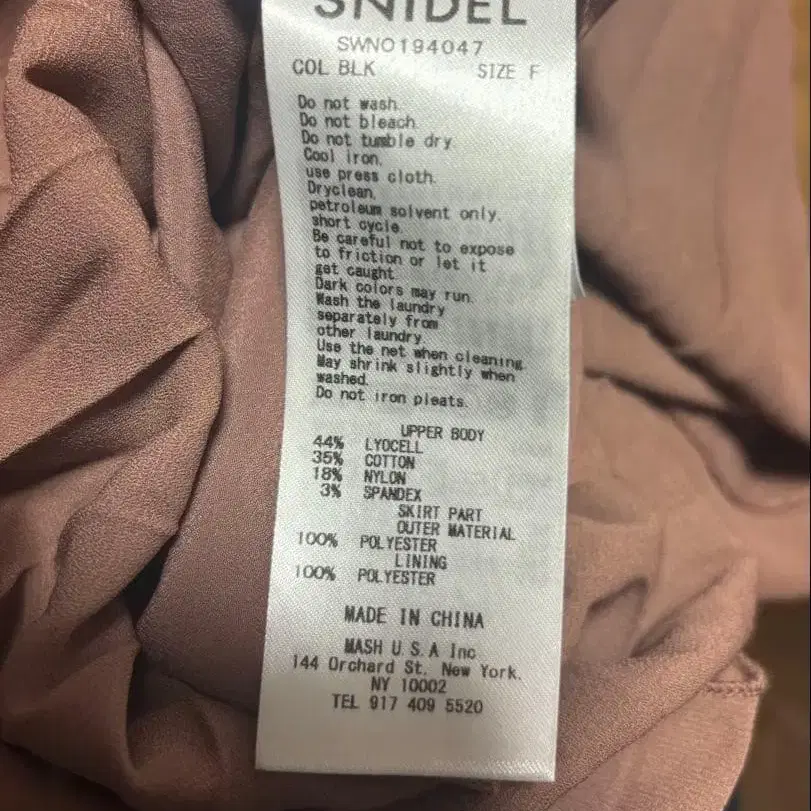 SNIDEL
SWNO194047
COL BLK SIZE F
Do not wash.
Do not bleach.
Do not tumble dry.
Cool iron.
use press cloth.
Dryclean.
petroleum solvent only.
short cycle.
Be careful not to expose
to friction or let it
get caught.
Dark colors may run.
Wash the laundry
separately from
other laundry.
Use the net when cleaning.
May shrink slightly when
washed.
Do not iron pleats.
UPPER BODY
44% LYOCELL
35% COTTON
18% NYLON
3% SPANDEX
SKIRT PART
OUTER MATERIAL
100% POLYESTER
LINING
100% POLYESTER
MADE IN CHINA
MASH U.S.A Inc
144 Orchard St, New York,
NY 10002
TEL 917 409 5520